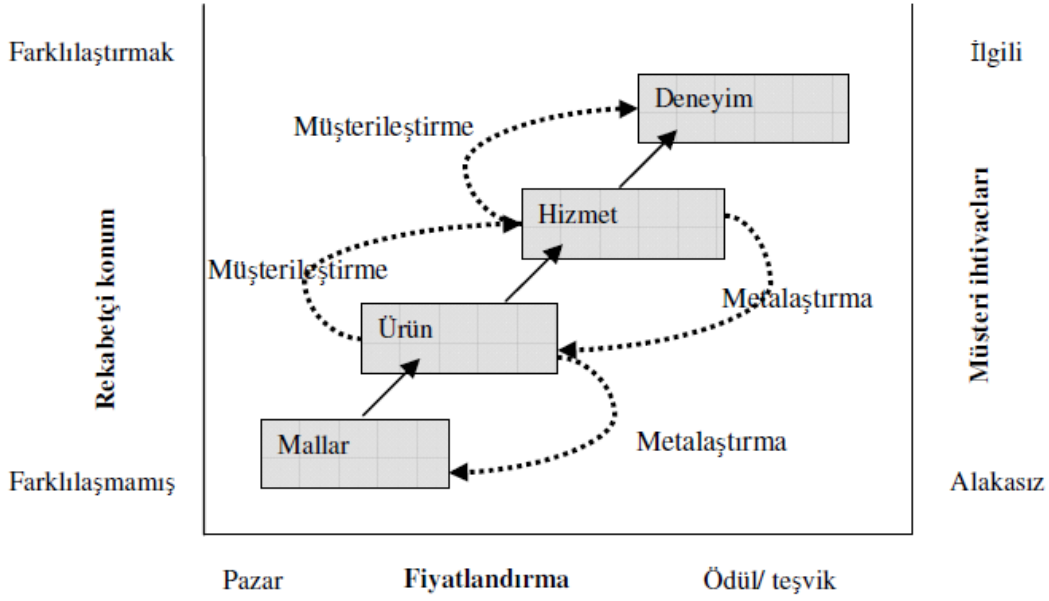 Farklılaştırmak
İlgili
Deneyim
Müşterileştirme
Hizmet
Müşterileştirme
Metalaştırma
Ürün
Rekabetçi konum
Müşteri ihtivacları
Metalaştırma
Mallar
Farklılaşmamış
Alakasız
Pazar
Fiyatlandırma
Ödül/ teşvik